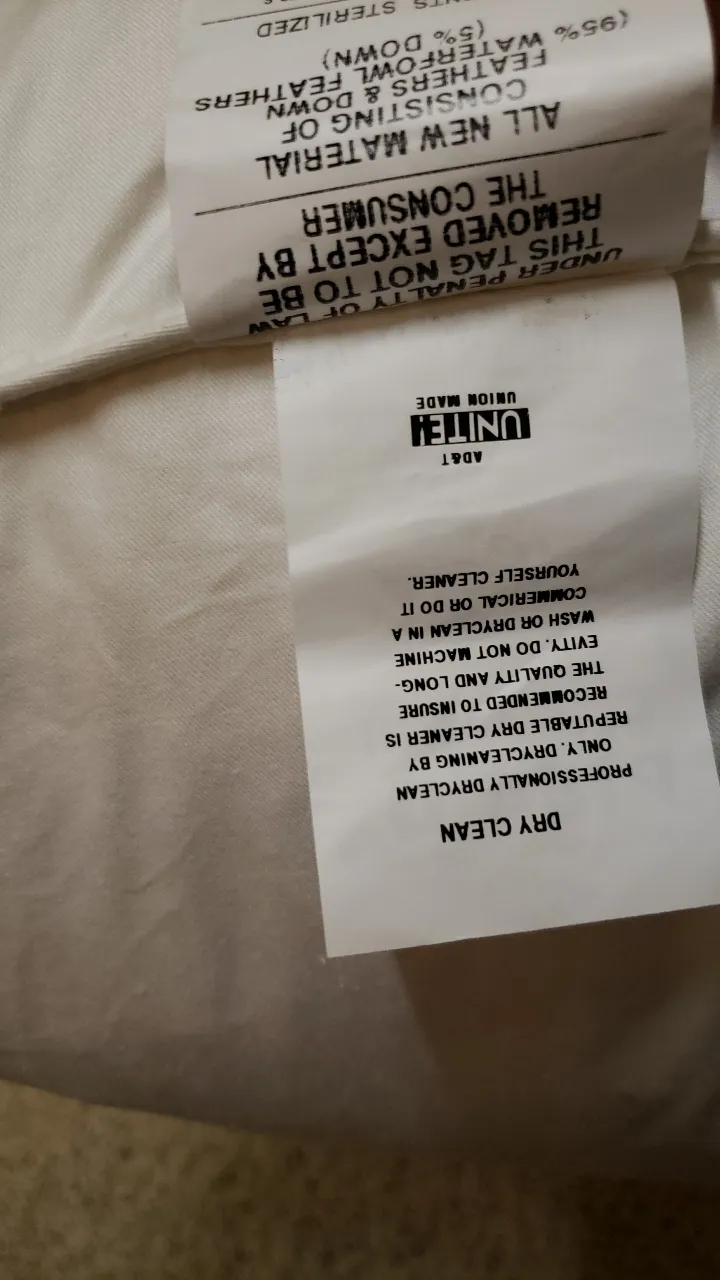 DRY CLEAN
PROFESSIONALLY DRYCLEAN
ONLY. DRYCLEANING BY
REPUTABLE DRY CLEANER IS
RECOMMENDED TO INSURE
THE QUALITY AND LONG-
EVITY. DO NOT MACHINE
WASH OR DRYCLEAN IN A
COMMERICAL OR DO IT
YOURSELF CLEANER.
AD&T
UNITE!
UNION MADE
UNDER PENALTY OF LAW
THIS TAG NOT TO BE
REMOVED EXCEPT BY
THE CONSUMER
ALL NEW MATERIAL
CONSISTING OF
FEATHERS & DOWN
WATERFOWL FEATHERS
(95%
(5% DOWN)
STERILIZED